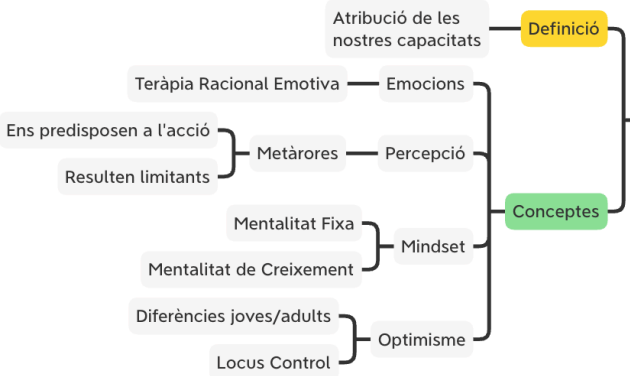 Atribució de les
nostres capacitats
Definició
Teràpia Racional Emotiva
Emocions
Ens predisposen a l'acció
Metàrores
Percepció
Resulten limitants
Conceptes
Mentalitat Fixa
Mindset
Mentalitat de Creixement
Diferències joves/adults
Optimisme
Locus Control